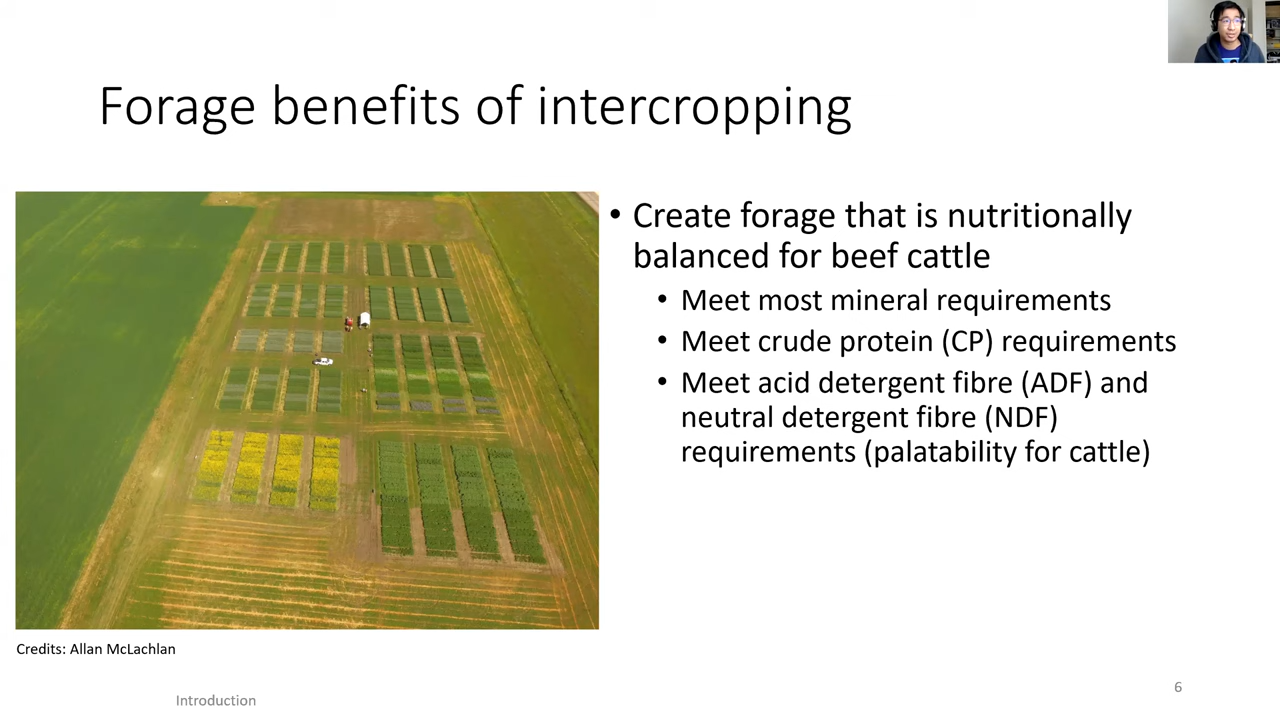 Forage benefits of intercropping
• Create forage that is nutritionally
balanced for beef cattle
• Meet most mineral requirements
• Meet crude protein (CP) requirements
• Meet acid detergent fibre (ADF) and
neutral detergent fibre (NDF)
requirements (palatability for cattle)
Credits: Allan McLachlan
Introduction
6